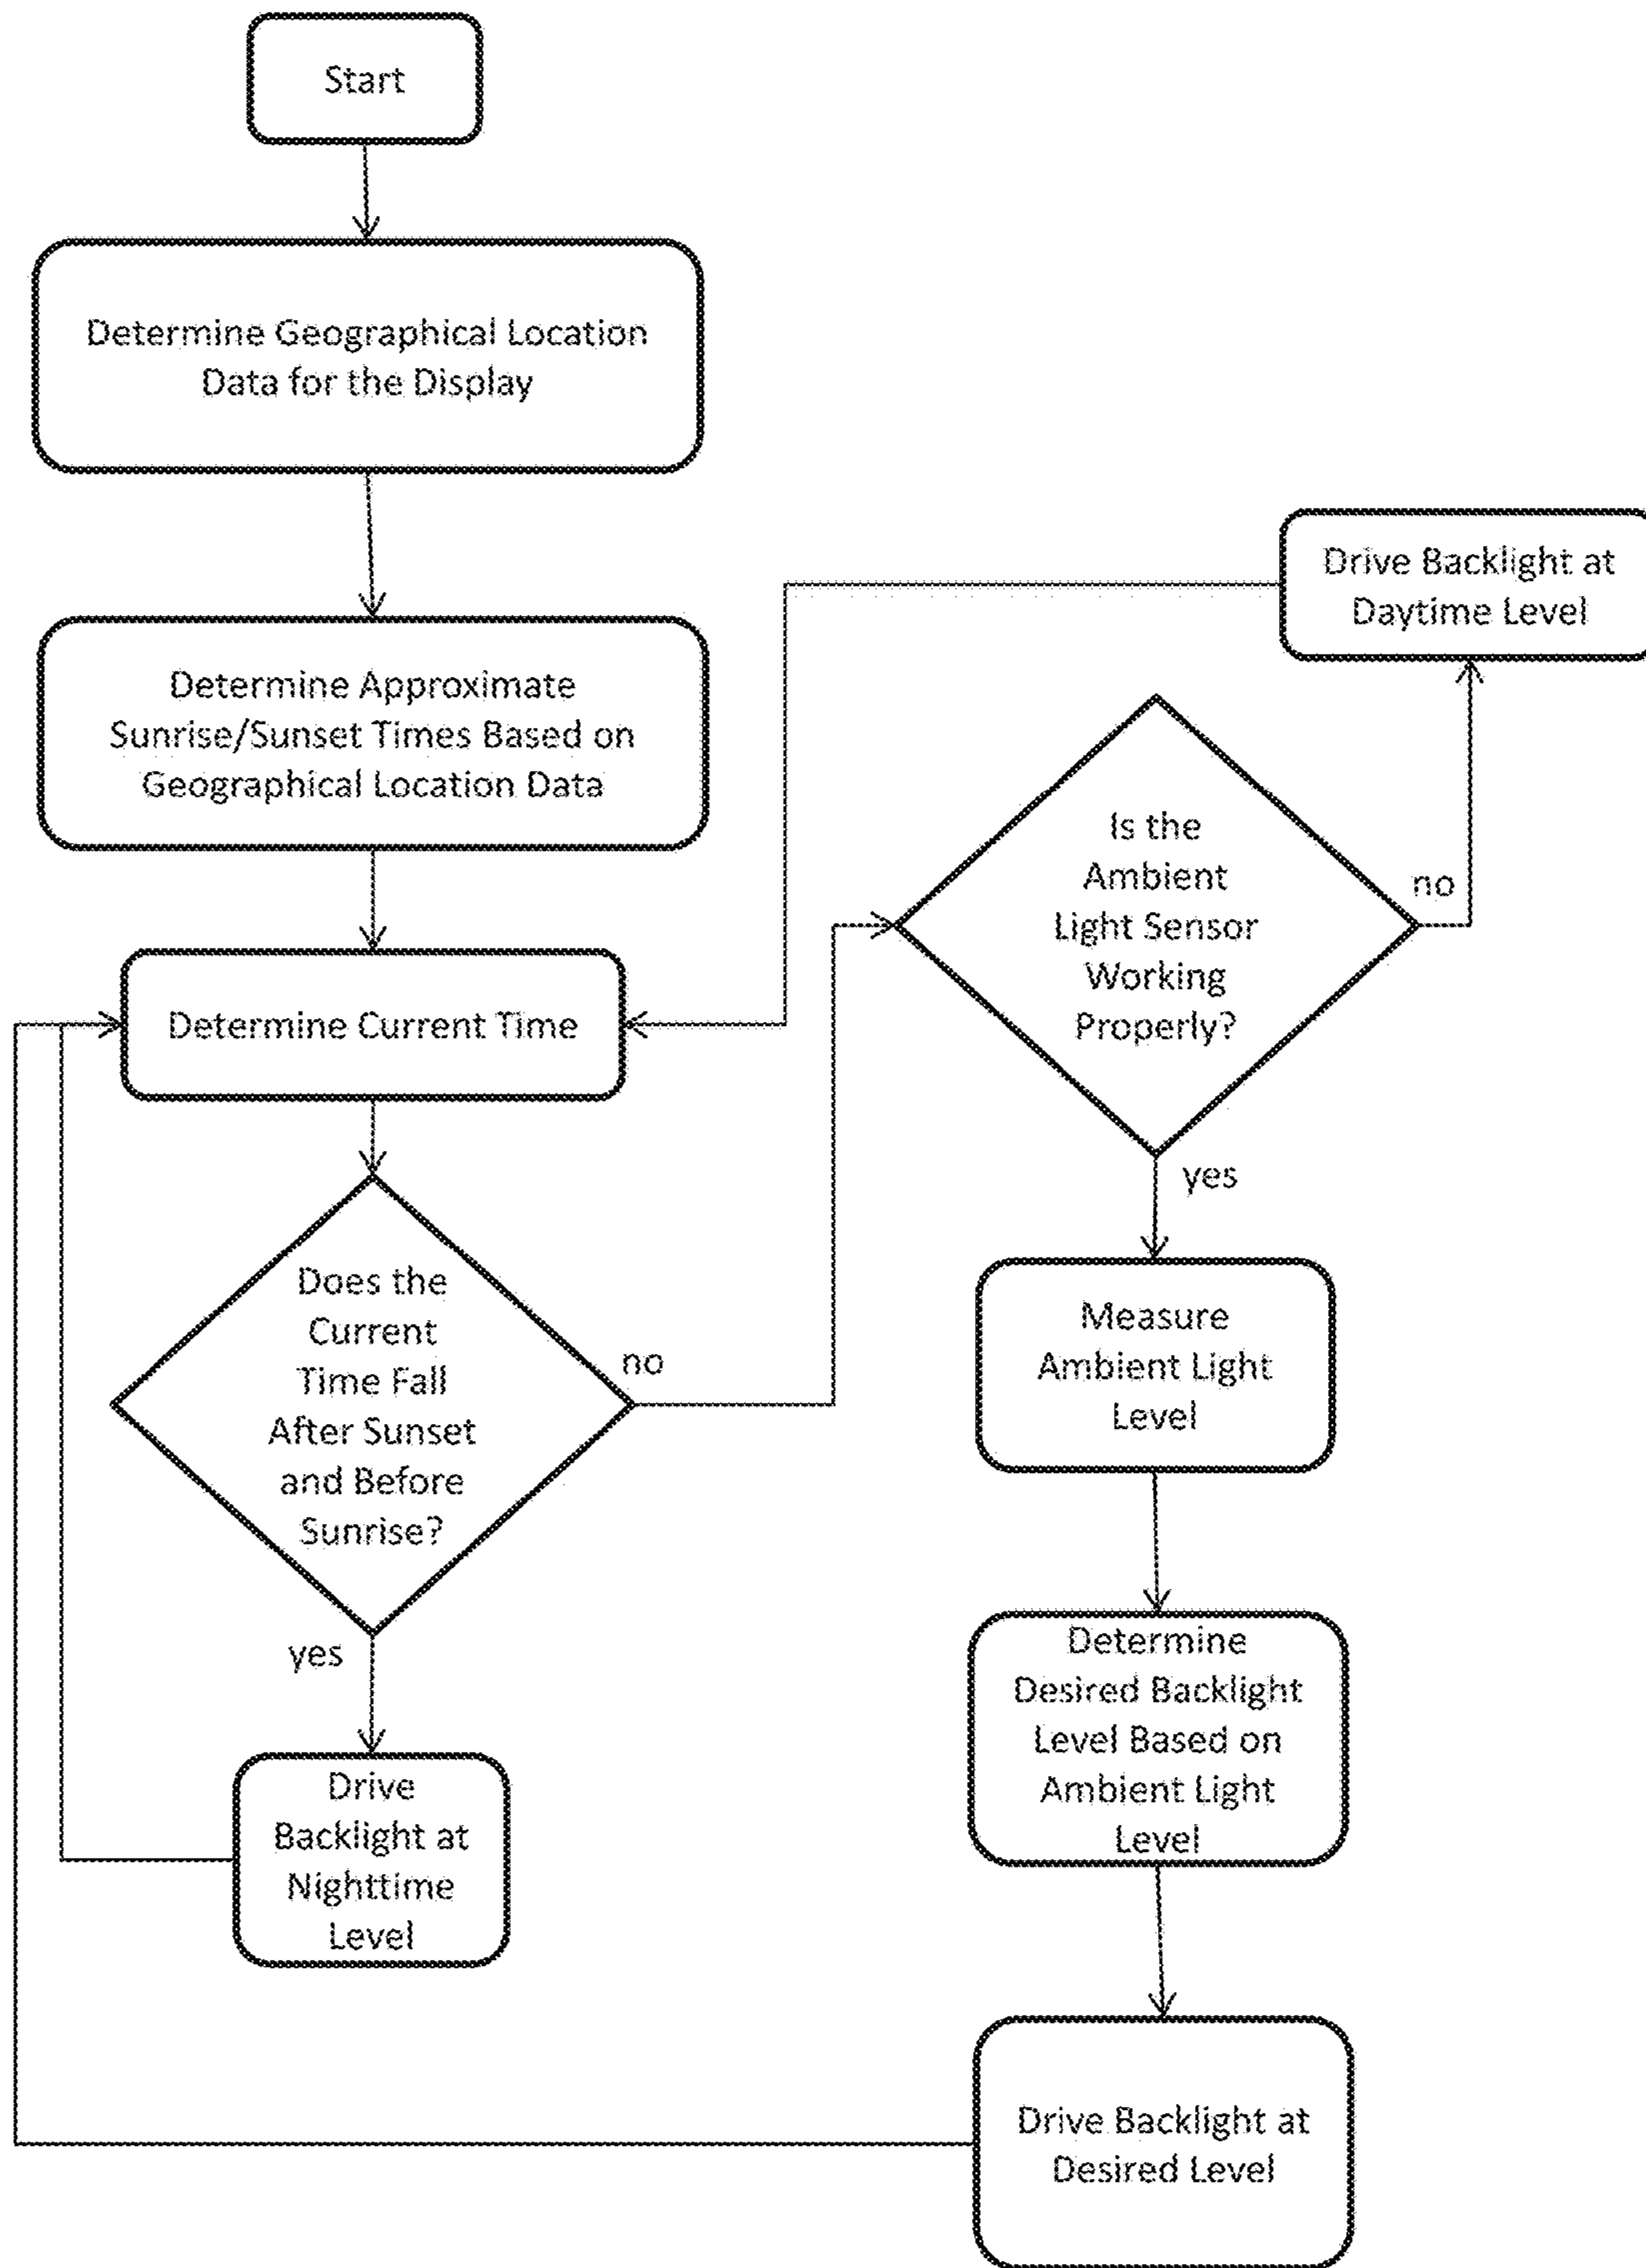 Start
Determine Geographical Location
Data for the Display
Determine Approximate
Sunrise/Sunset Times Based on
Geographical Location Data
Determine Current Time
Does the
Current
Time Fall
After Sunset
and Before
Sunrise?
no
yes
Drive
Backlight at
Nighttime
Level
Drive Backlight at
Daytime Level
Is the
Ambient
Light Sensor
Working
Properly?
no
yes
Measure
Ambient Light
Level
Determine
Desired Backlight
Level Based on
Ambient Light
Level
Drive Backlight at
Desired Level